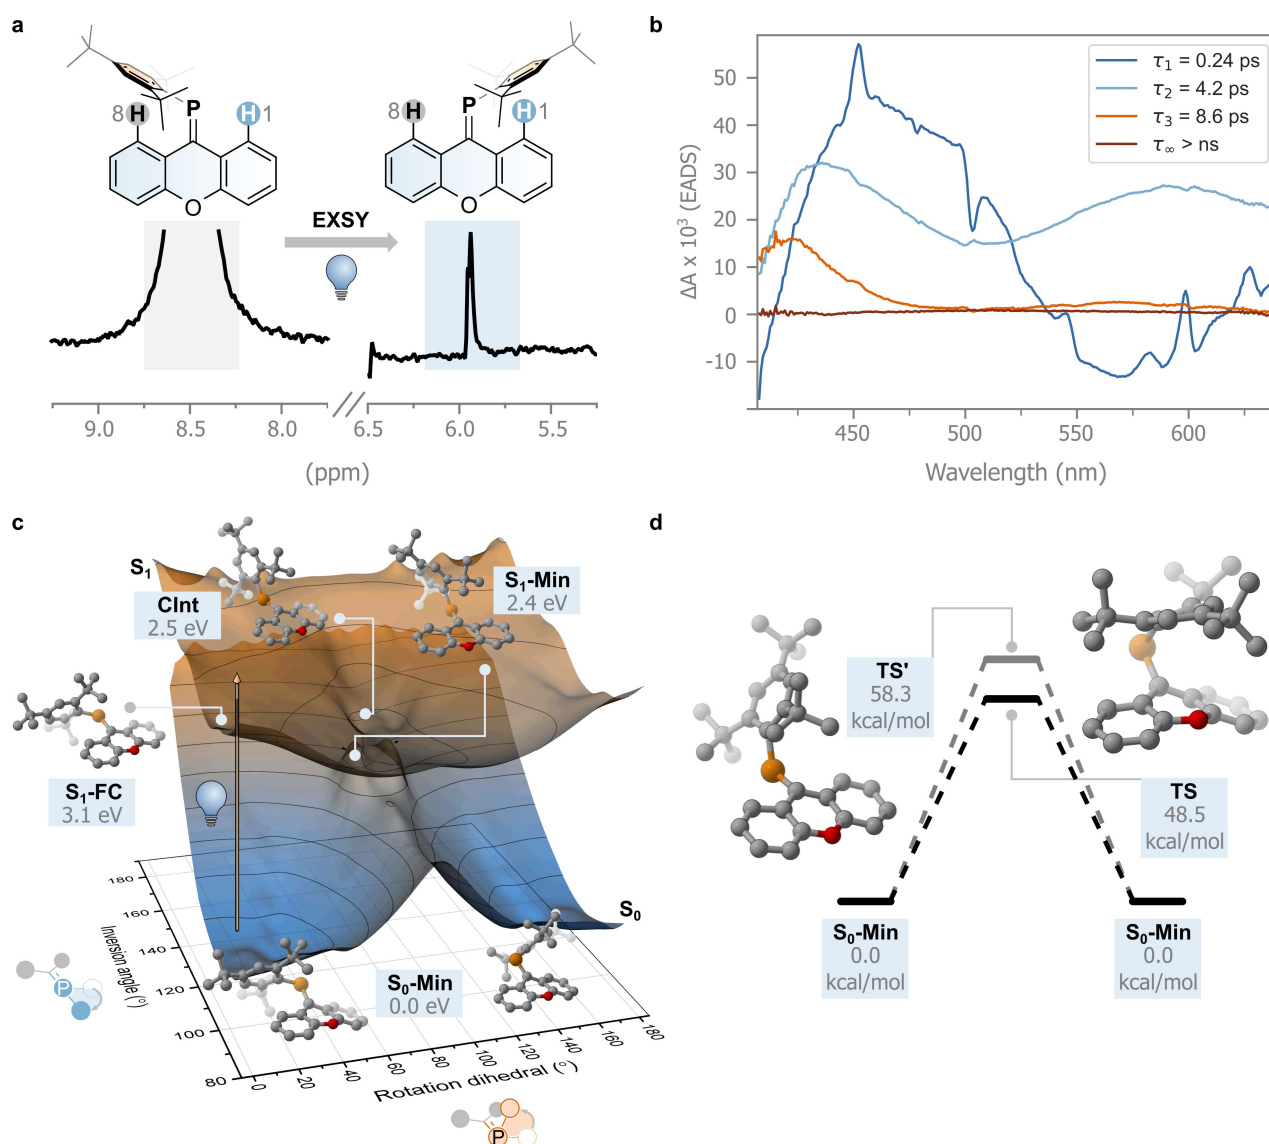 a
8 H P H 1
O
8 H P H 1
O
EXSY
9.0 8.5 8.0 6.5 6.0 5.5
(ppm)
b
τ1 = 0.24 ps
τ2 = 4.2 ps
τ3 = 8.6 ps
τ∞ > ns
50
40
30
20
10
0
-10
ΔA x 10³ (EADS)
450 500 550 600
Wavelength (nm)
c
S1
CInt
2.5 eV
S1-Min
2.4 eV
S1-FC
3.1 eV
S0
S0-Min
0.0 eV
180
160
140
120
100
80
Inversion angle (°)
0 20 40 60 80 100 120 140 160 180
Rotation dihedral (°)
P
P
d
TS'
58.3
kcal/mol
TS
48.5
kcal/mol
S0-Min
0.0
kcal/mol
S0-Min
0.0
kcal/mol